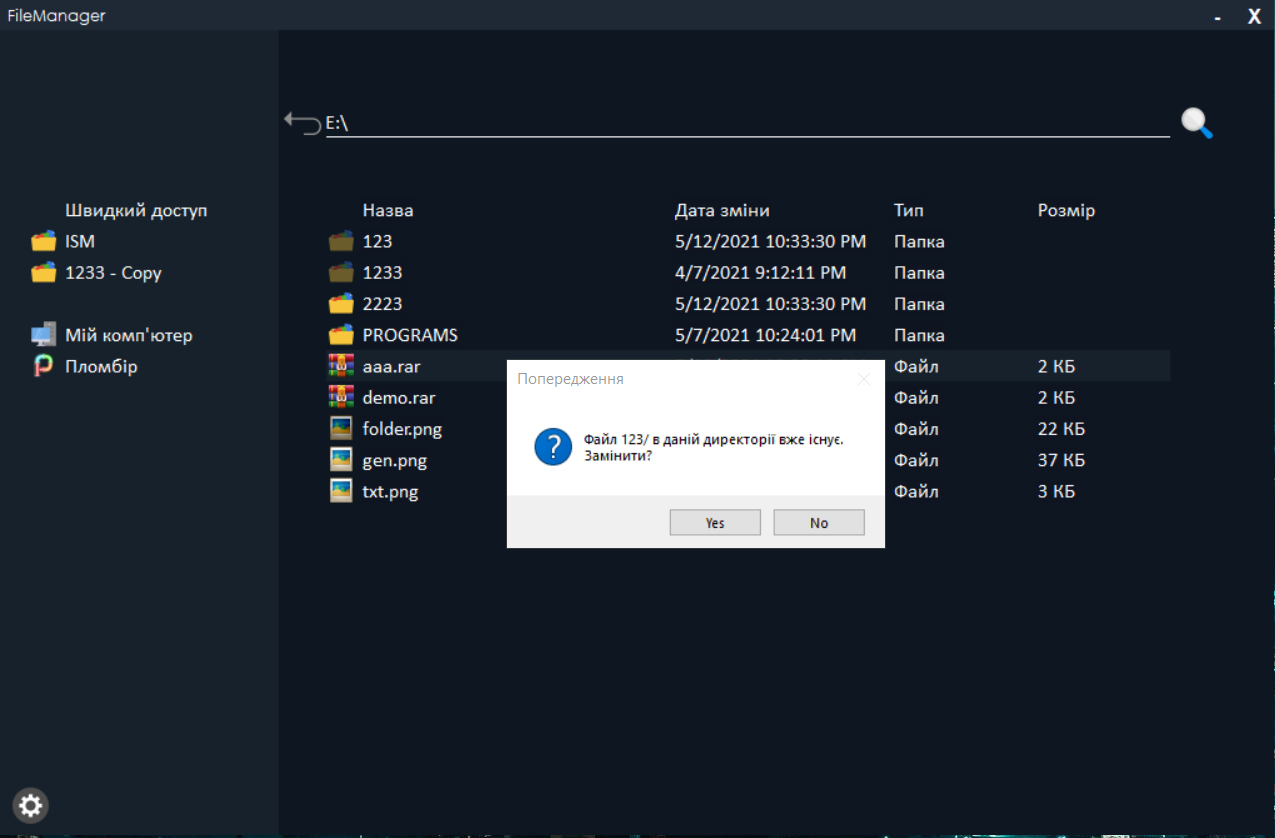 FileManager
- X
E:\
Швидкий доступ
ISM
1233 - Copy
Мій комп'ютер
Пломбір
Назва Дата зміни Тип Розмір
123 5/12/2021 10:33:30 PM Папка
1233 4/7/2021 9:12:11 PM Папка
2223 5/12/2021 10:33:30 PM Папка
PROGRAMS 5/7/2021 10:24:01 PM Папка
aaa.rar Файл 2 КБ
demo.rar Файл 2 КБ
folder.png Файл 22 КБ
gen.png Файл 37 КБ
txt.png Файл 3 КБ
Попередження
Файл 123/ в даній директорії вже існує.
Замінити?
Yes No